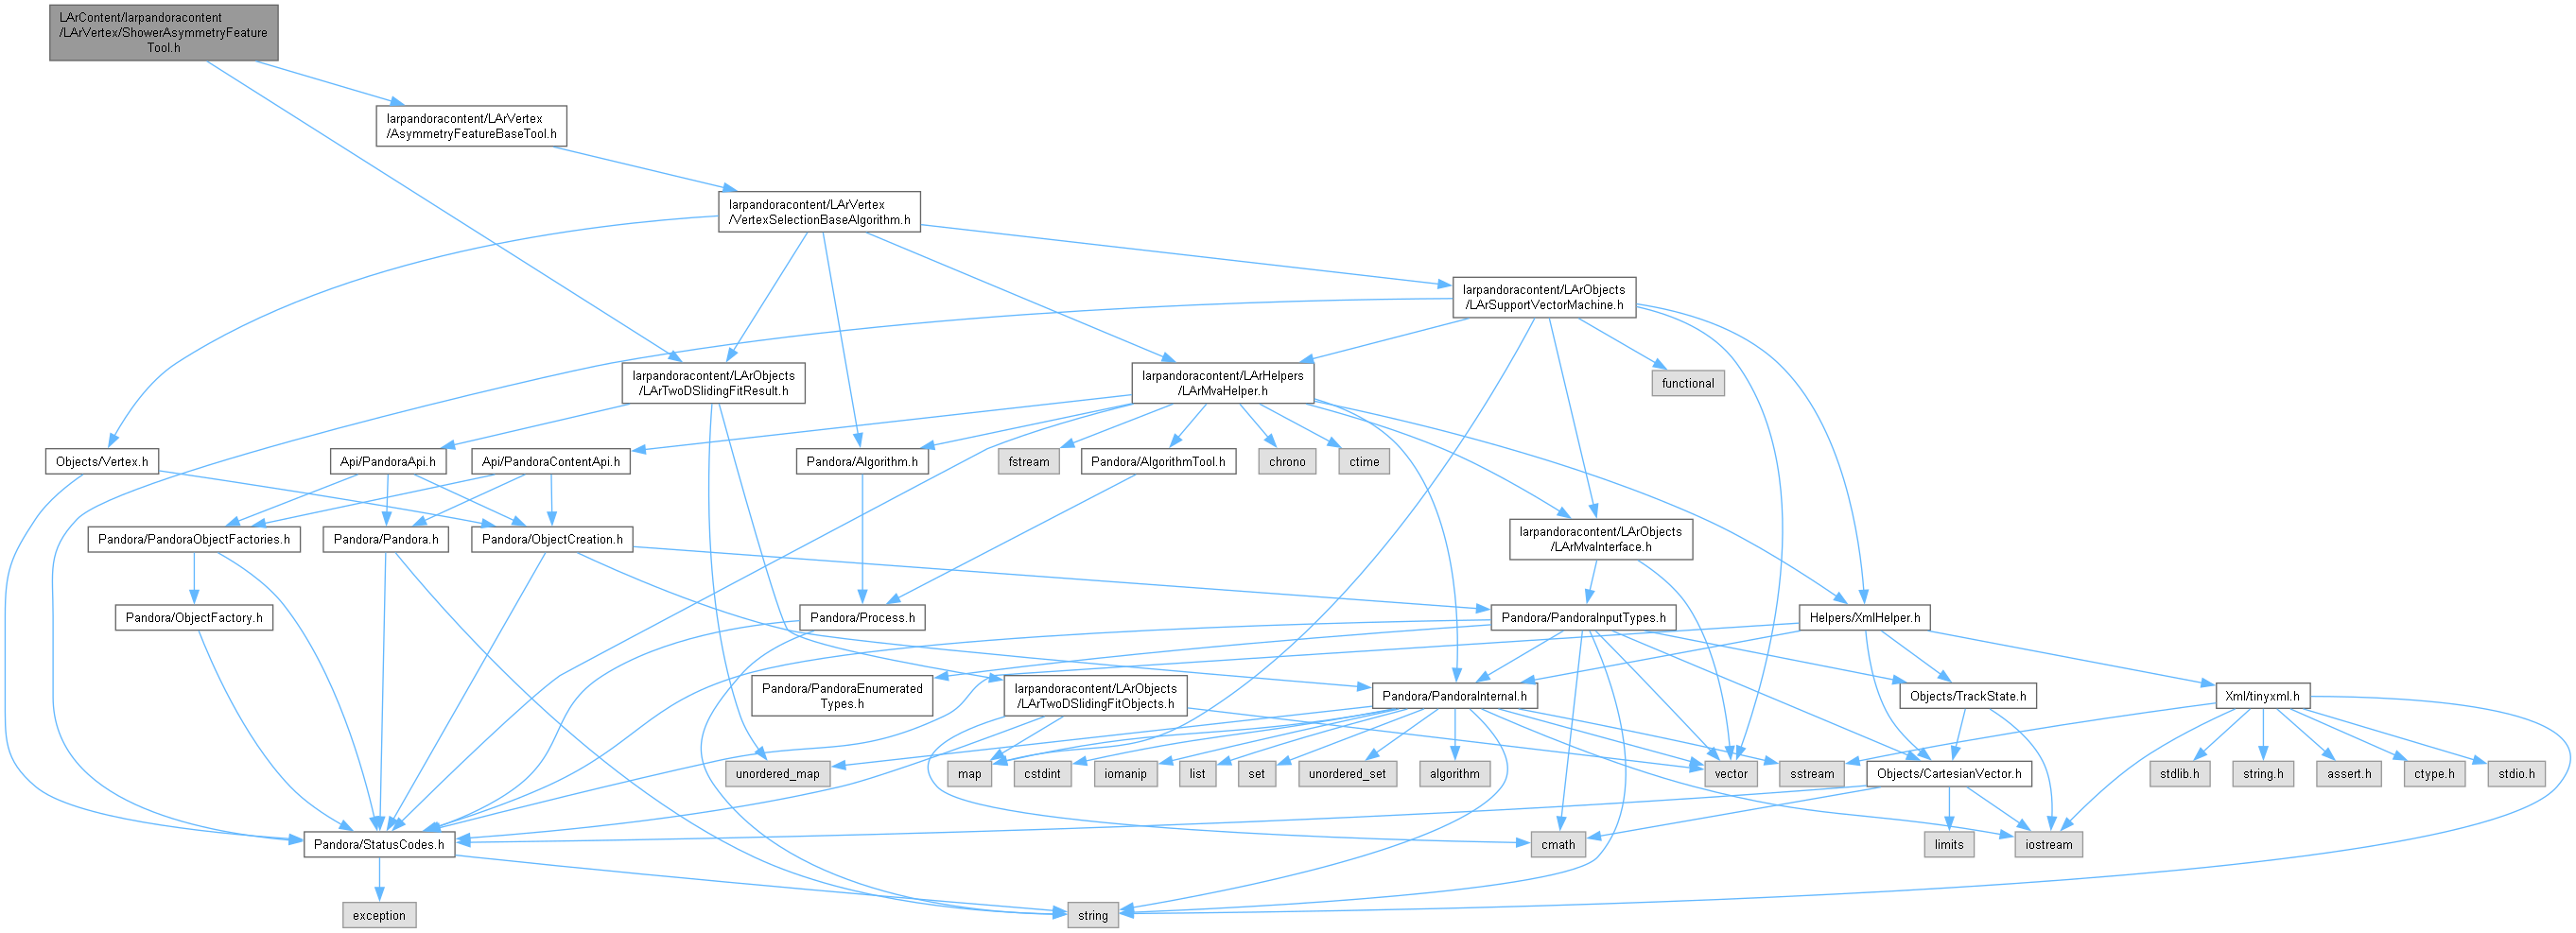 LArContent/larpandoracontent
/LArVertex/ShowerAsymmetryFeature
Tool.h
larpandoracontent/LArVertex
/AsymmetryFeatureBaseTool.h
larpandoracontent/LArVertex
/VertexSelectionBaseAlgorithm.h
larpandoracontent/LArObjects
/LArSupportVectorMachine.h
larpandoracontent/LArObjects
/LArTwoDSlidingFitResult.h
larpandoracontent/LArHelpers
/LArMvaHelper.h
functional
Objects/Vertex.h
Api/PandoraApi.h
Api/PandoraContentApi.h
Pandora/Algorithm.h
fstream
Pandora/AlgorithmTool.h
chrono
ctime
Pandora/PandoraObjectFactories.h
Pandora/Pandora.h
Pandora/ObjectCreation.h
larpandoracontent/LArObjects
/LArMvaInterface.h
Pandora/ObjectFactory.h
Pandora/Process.h
Pandora/PandoraInputTypes.h
Helpers/XmlHelper.h
Pandora/PandoraEnumerated
Types.h
larpandoracontent/LArObjects
/LArTwoDSlidingFitObjects.h
Pandora/PandoraInternal.h
Objects/TrackState.h
Xml/tinyxml.h
unordered_map
map
cstdint
iomanip
list
set
unordered_set
algorithm
vector
sstream
Objects/CartesianVector.h
stdlib.h
string.h
assert.h
ctype.h
stdio.h
Pandora/StatusCodes.h
cmath
limits
iostream
exception
string